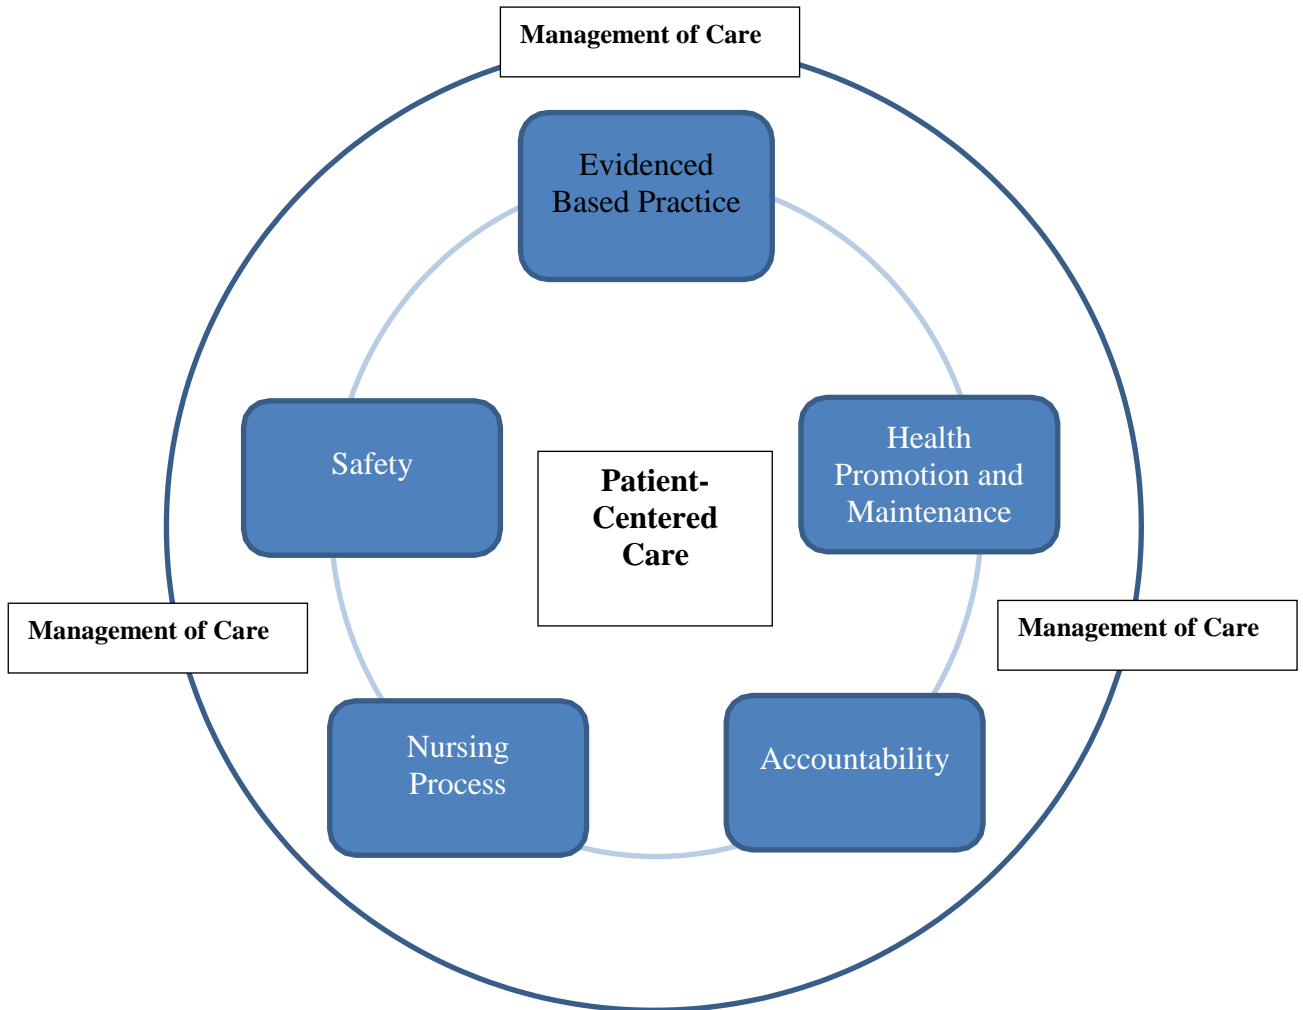 Management of Care
Evidenced
Based Practice
Safety
Health
Promotion and
Maintenance
Patient-
Centered
Care
Management of Care
Management of Care
Nursing
Process
Accountability